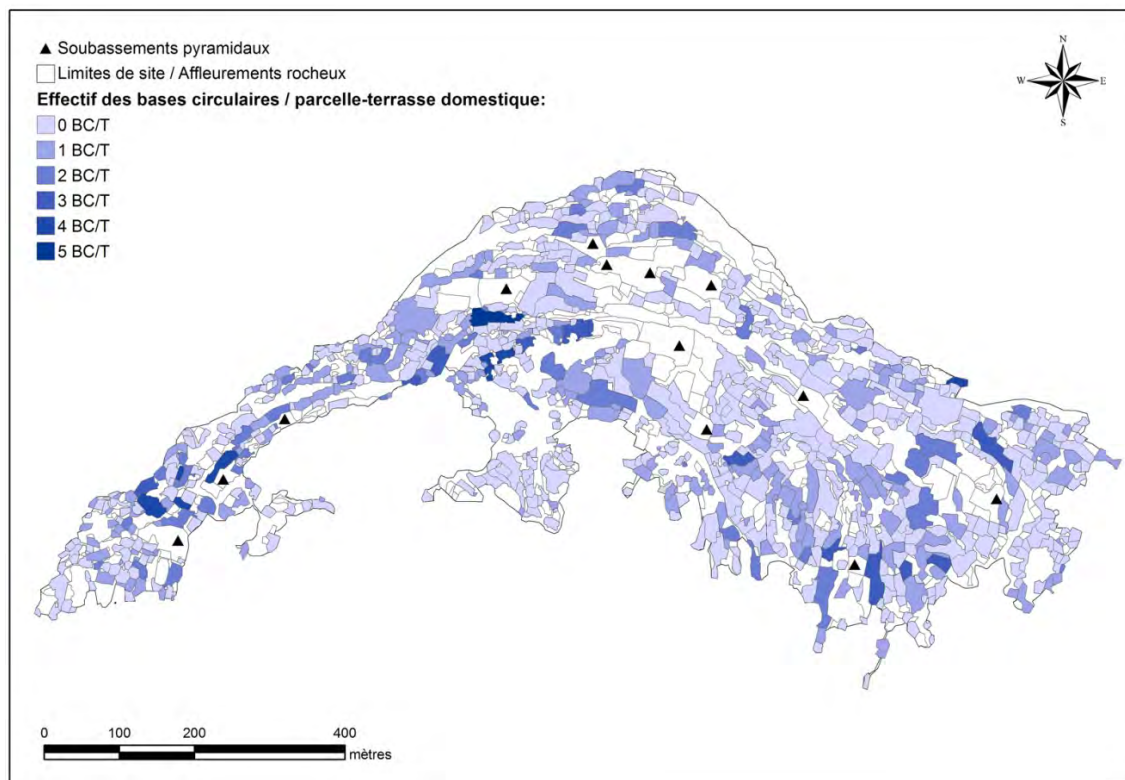 ▲ Soubassements pyramidaux
Limites de site / Affleurements rocheux
Effectif des bases circulaires / parcelle-terrasse domestique:
0 BC/T
1 BC/T
2 BC/T
3 BC/T
4 BC/T
5 BC/T
N
W E
S
0 100 200 400
mètres